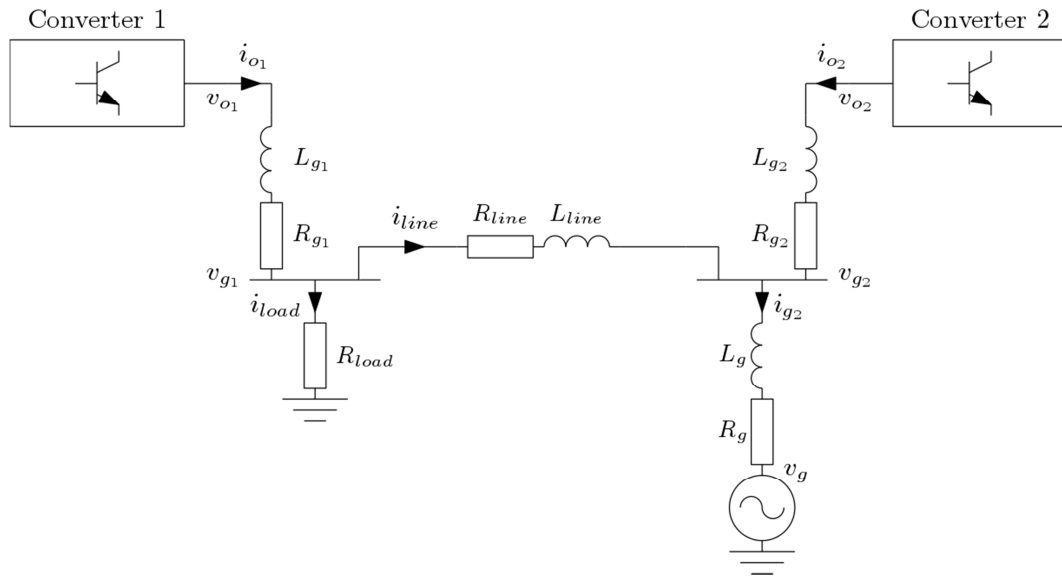 Converter 1
Converter 2
i_{o_1}
i_{o_2}
v_{o_1}
v_{o_2}
L_{g_1}
L_{g_2}
i_{line}
R_{line}
L_{line}
R_{g_1}
R_{g_2}
v_{g_1}
v_{g_2}
i_{load}
i_{g_2}
R_{load}
L_g
R_g
v_g